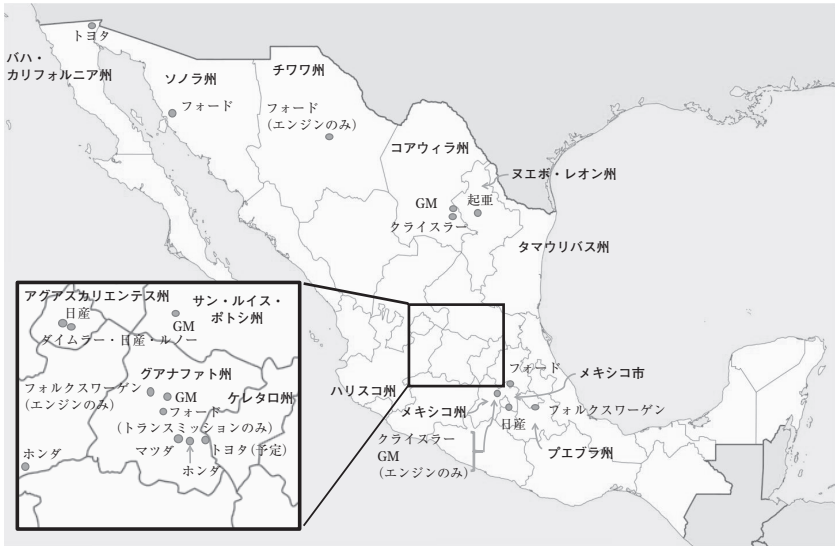 トヨタ
バハ・
カリフォルニア州
ソノラ州
チワワ州
フォード
フォード
(エンジンのみ)
コアウィラ州
ヌエボ・レオン州
GM
起亜
クライスラー
タマウリバス州
アグアスカリエンテス州
日産
サン・ルイス・
ポトシ州
GM
ダイムラー・日産・ルノー
グアナファト州
フォルクスワーゲン
(エンジンのみ)
GM
ケレタロ州
フォード
(トランスミッションのみ)
マツダ
トヨタ(予定)
ホンダ
ホンダ
フォード
メキシコ市
ハリスコ州
メキシコ州
フォルクスワーゲン
日産
クライスラー
GM
(エンジンのみ)
プエブラ州